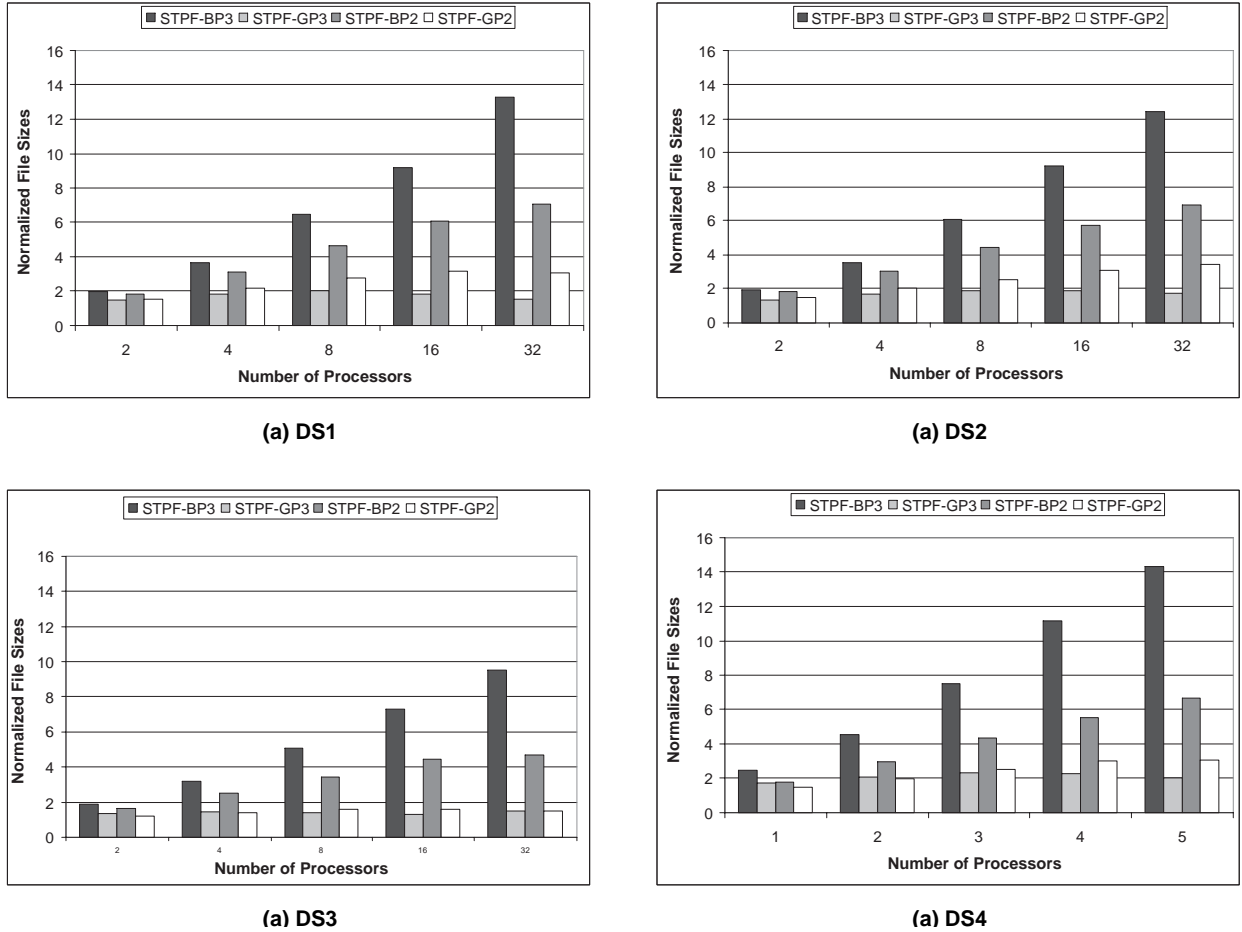 STPF-BP3 STPF-GP3 STPF-BP2 STPF-GP2
16
14
12
10
8
6
4
2
0
Normalized File Sizes
2 4 8 16 32
Number of Processors
(a) DS1
STPF-BP3 STPF-GP3 STPF-BP2 STPF-GP2
16
14
12
10
8
6
4
2
0
Normalized File Sizes
2 4 8 16 32
Number of Processors
(a) DS2
STPF-BP3 STPF-GP3 STPF-BP2 STPF-GP2
16
14
12
10
8
6
4
2
0
Normalized File Sizes
2 4 8 16 32
Number of Processors
(a) DS3
STPF-BP3 STPF-GP3 STPF-BP2 STPF-GP2
16
14
12
10
8
6
4
2
0
Normalized File Sizes
1 2 3 4 5
Number of Processors
(a) DS4